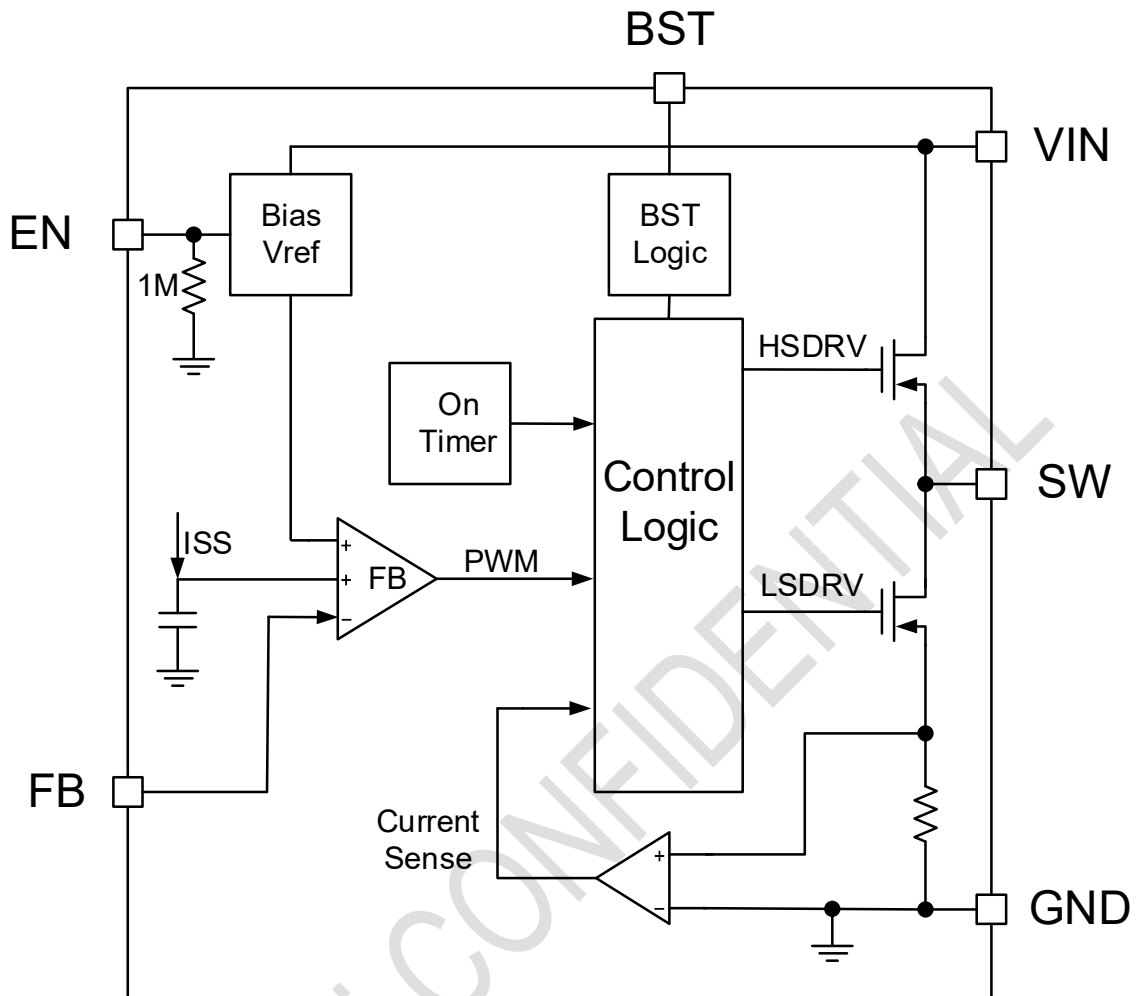 BST
VIN
EN
Bias
Vref
BST
Logic
1M
HSDRV
On
Timer
Control
Logic
SW
ISS
+
+
−
FB
PWM
LSDRV
FB
Current
Sense
+
−
GND
CONFIDENTIAL